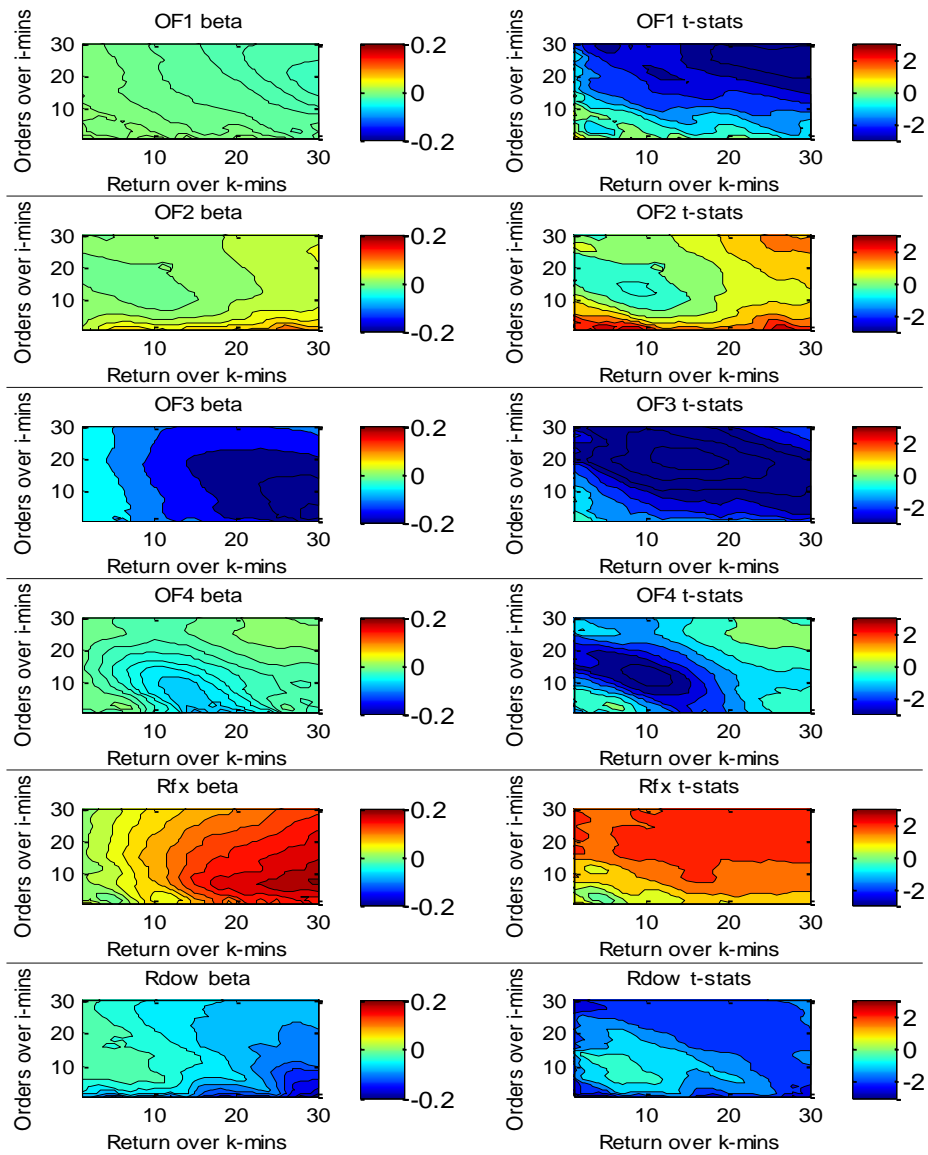 OF1 beta
OF1 t-stats
Orders over i-mins
30
20
10
10 20 30
Return over k-mins
0.2
0
-0.2
Orders over i-mins
30
20
10
10 20 30
Return over k-mins
2
0
-2
OF2 beta
OF2 t-stats
Orders over i-mins
30
20
10
10 20 30
Return over k-mins
0.2
0
-0.2
Orders over i-mins
30
20
10
10 20 30
Return over k-mins
2
0
-2
OF3 beta
OF3 t-stats
Orders over i-mins
30
20
10
10 20 30
Return over k-mins
0.2
0
-0.2
Orders over i-mins
30
20
10
10 20 30
Return over k-mins
2
0
-2
OF4 beta
OF4 t-stats
Orders over i-mins
30
20
10
10 20 30
Return over k-mins
0.2
0
-0.2
Orders over i-mins
30
20
10
10 20 30
Return over k-mins
2
0
-2
Rfx beta
Rfx t-stats
Orders over i-mins
30
20
10
10 20 30
Return over k-mins
0.2
0
-0.2
Orders over i-mins
30
20
10
10 20 30
Return over k-mins
2
0
-2
Rdow beta
Rdow t-stats
Orders over i-mins
30
20
10
10 20 30
Return over k-mins
0.2
0
-0.2
Orders over i-mins
30
20
10
10 20 30
Return over k-mins
2
0
-2